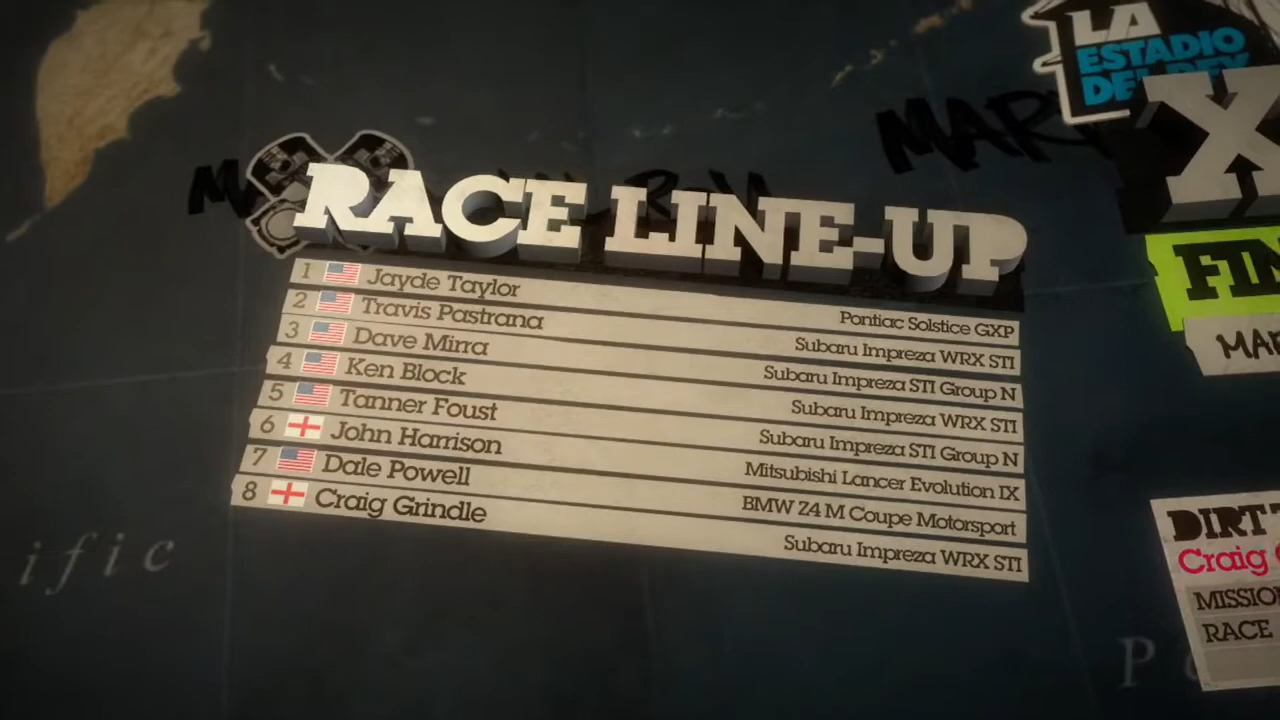 LA
ESTADIO
DEL REY
X
RACE LINE-UP
1 Jayde Taylor Pontiac Solstice GXP
2 Travis Pastrana Subaru Impreza WRX STI
3 Dave Mirra Subaru Impreza STI Group N
4 Ken Block Subaru Impreza WRX STI
5 Tanner Foust Subaru Impreza STI Group N
6 John Harrison Mitsubishi Lancer Evolution IX
7 Dale Powell BMW Z4 M Coupe Motorsport
8 Craig Grindle Subaru Impreza WRX STI
FIN
MAR
DIRT
Craig
MISSIO
RACE
ific
P